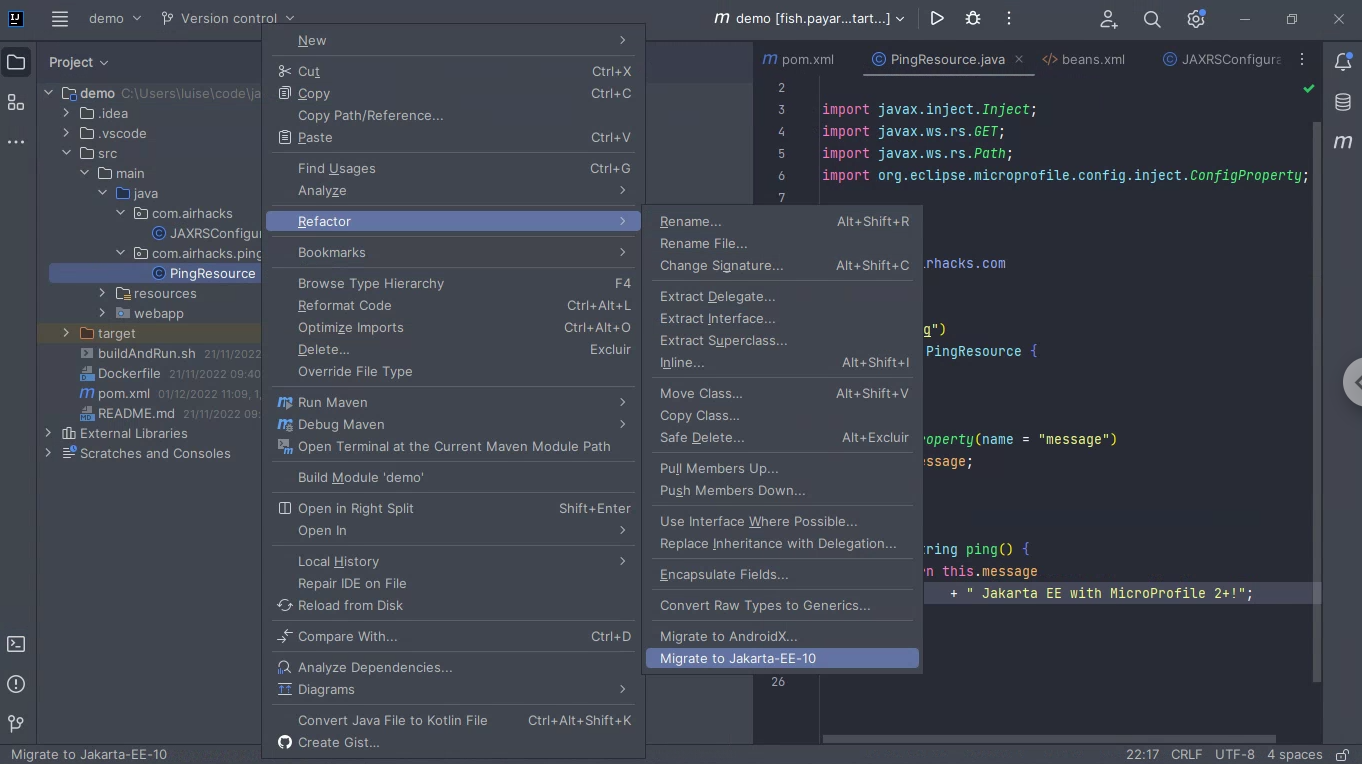 demo
Version control
demo [fish.payar...tart...]
Project
demo C:\Users\luise\code\ja
.idea
.vscode
src
main
java
com.airhacks
JAXRSConfigur
com.airhacks.ping
PingResource
resources
webapp
target
buildAndRun.sh 21/11/2022
Dockerfile 21/11/2022 09:40
pom.xml 01/12/2022 11:09, 1,
README.md 21/11/2022 09:
External Libraries
Scratches and Consoles
New
Cut Ctrl+X
Copy Ctrl+C
Copy Path/Reference...
Paste Ctrl+V
Find Usages Ctrl+G
Analyze
Refactor
Bookmarks
Browse Type Hierarchy F4
Reformat Code Ctrl+Alt+L
Optimize Imports Ctrl+Alt+O
Delete... Excluir
Override File Type
Run Maven
Debug Maven
Open Terminal at the Current Maven Module Path
Build Module 'demo'
Open in Right Split Shift+Enter
Open In
Local History
Repair IDE on File
Reload from Disk
Compare With... Ctrl+D
Analyze Dependencies...
Diagrams
Convert Java File to Kotlin File Ctrl+Alt+Shift+K
Create Gist...
Rename... Alt+Shift+R
Rename File...
Change Signature... Alt+Shift+C
Extract Delegate...
Extract Interface...
Extract Superclass...
Inline... Alt+Shift+I
Move Class... Alt+Shift+V
Copy Class...
Safe Delete... Alt+Excluir
Pull Members Up...
Push Members Down...
Use Interface Where Possible...
Replace Inheritance with Delegation...
Encapsulate Fields...
Convert Raw Types to Generics...
Migrate to AndroidX...
Migrate to Jakarta-EE-10
pom.xml
PingResource.java
beans.xml
JAXRSConfigura
2
3 import javax.inject.Inject;
4 import javax.ws.rs.GET;
5 import javax.ws.rs.Path;
6 import org.eclipse.microprofile.config.inject.ConfigProperty;
7
rhacks.com
g")
PingResource {
operty(name = "message")
ssage;
ring ping() {
n this.message
+ " Jakarta EE with MicroProfile 2+!";
26
Migrate to Jakarta-EE-10
22:17 CRLF UTF-8 4 spaces